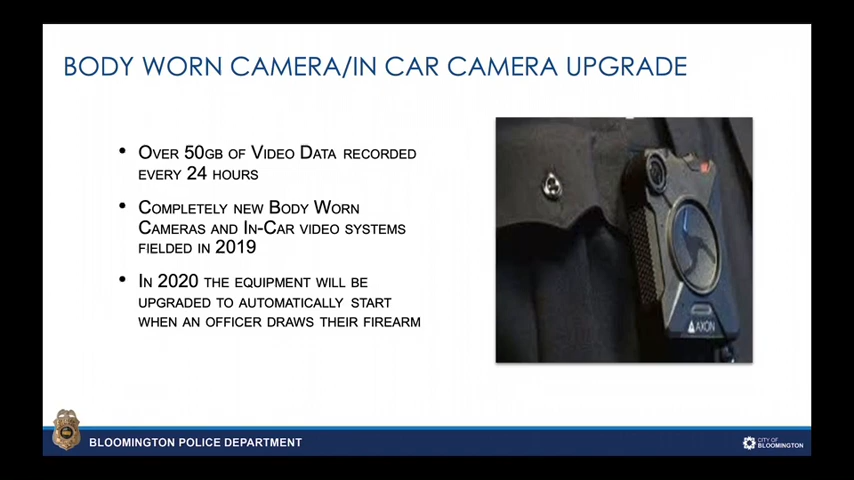 BODY WORN CAMERA/IN CAR CAMERA UPGRADE
• OVER 50GB OF VIDEO DATA RECORDED
EVERY 24 HOURS
• COMPLETELY NEW BODY WORN
CAMERAS AND IN-CAR VIDEO SYSTEMS
FIELDED IN 2019
• IN 2020 THE EQUIPMENT WILL BE
UPGRADED TO AUTOMATICALLY START
WHEN AN OFFICER DRAWS THEIR FIREARM
AXON
BLOOMINGTON POLICE DEPARTMENT
CITY OF
BLOOMINGTON